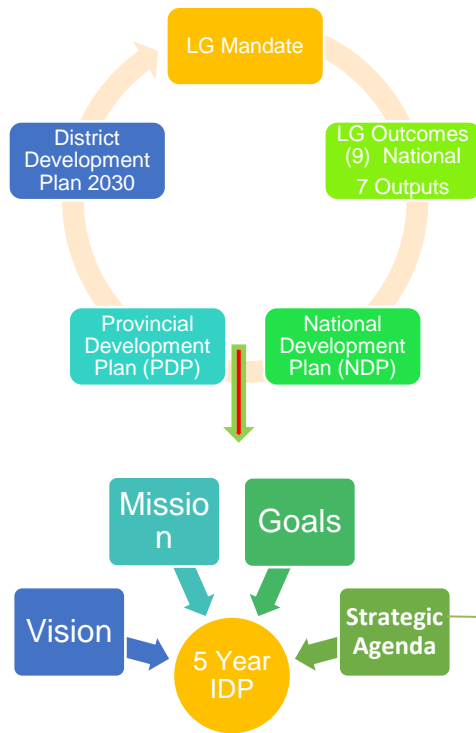 LG Mandate
LG Outcomes
(9) National
7 Outputs
National
Development
Plan (NDP)
Provincial
Development
Plan (PDP)
District
Development
Plan 2030
Missio
n
Goals
Vision
Strategic
Agenda
5 Year
IDP